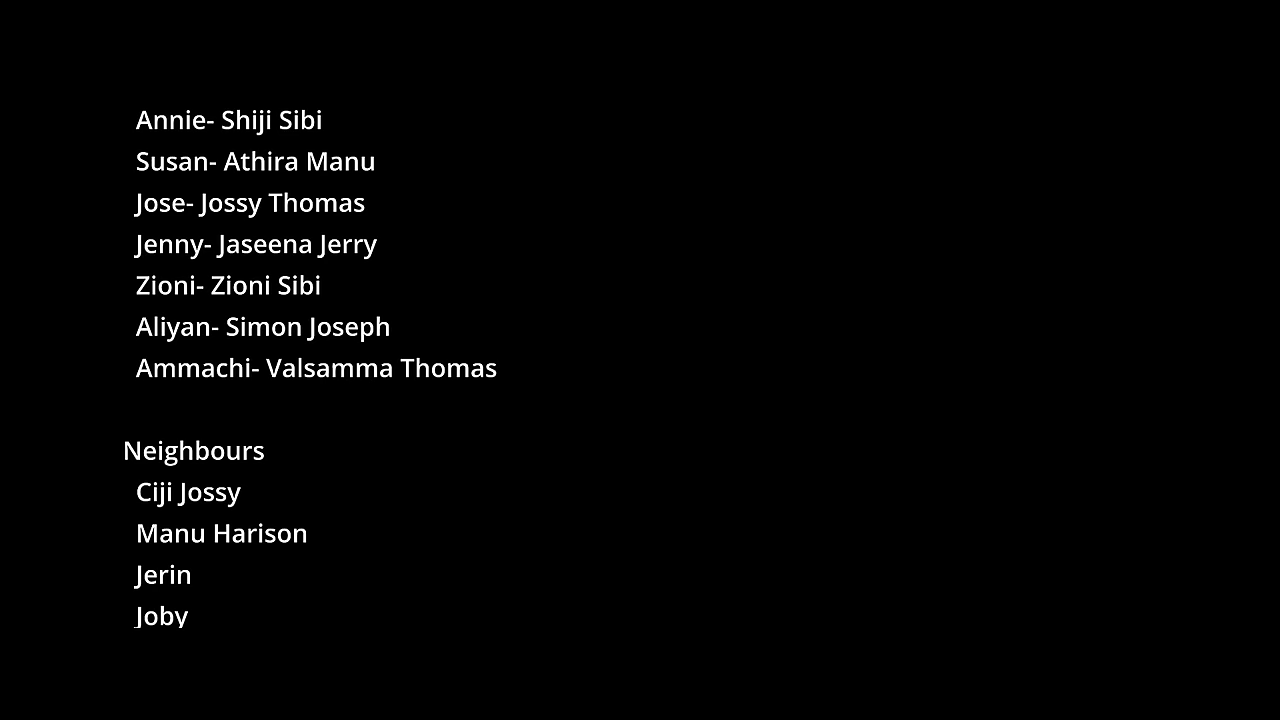 Annie- Shiji Sibi
Susan- Athira Manu
Jose- Jossy Thomas
Jenny- Jaseena Jerry
Zioni- Zioni Sibi
Aliyan- Simon Joseph
Ammachi- Valsamma Thomas
Neighbours
Ciji Jossy
Manu Harison
Jerin
Joby